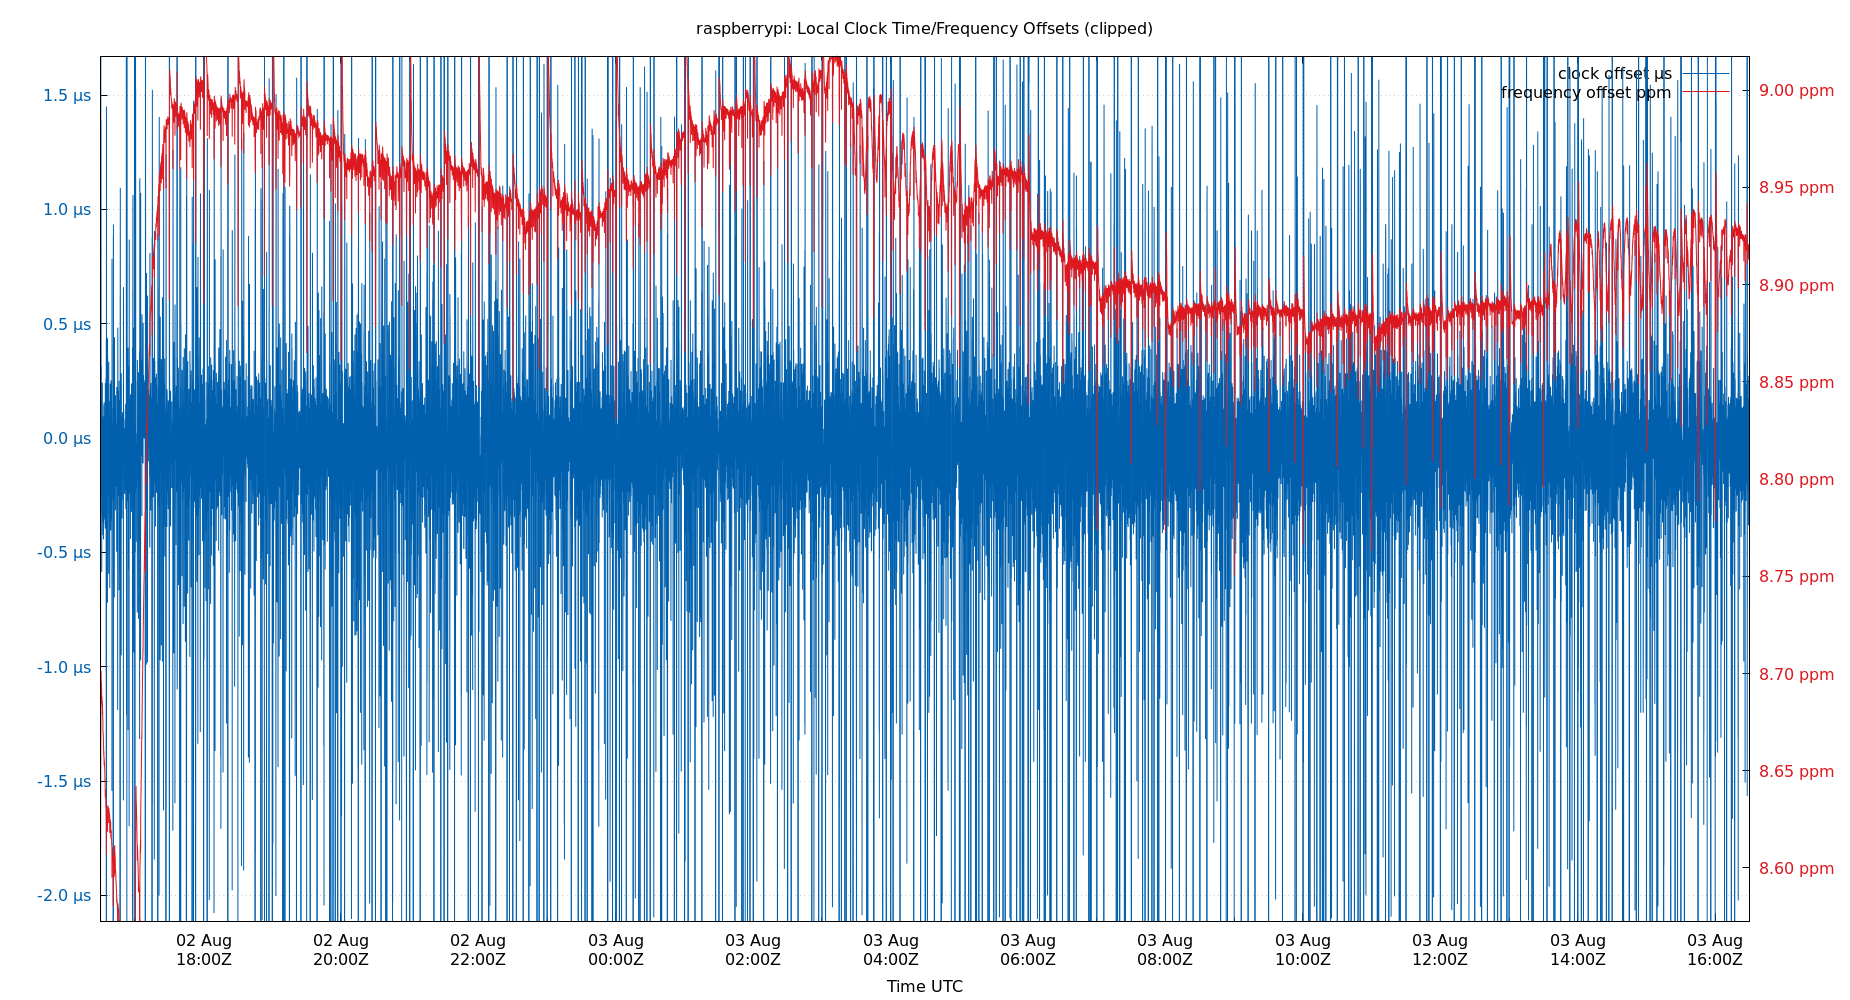 raspberrypi: Local Clock Time/Frequency Offsets (clipped)
clock offset µs
frequency offset ppm
1.5 µs
1.0 µs
0.5 µs
0.0 µs
-0.5 µs
-1.0 µs
-1.5 µs
-2.0 µs
9.00 ppm
8.95 ppm
8.90 ppm
8.85 ppm
8.80 ppm
8.75 ppm
8.70 ppm
8.65 ppm
8.60 ppm
02 Aug 02 Aug 02 Aug 03 Aug 03 Aug 03 Aug 03 Aug 03 Aug 03 Aug 03 Aug 03 Aug 03 Aug
18:00Z 20:00Z 22:00Z 00:00Z 02:00Z 04:00Z 06:00Z 08:00Z 10:00Z 12:00Z 14:00Z 16:00Z
Time UTC